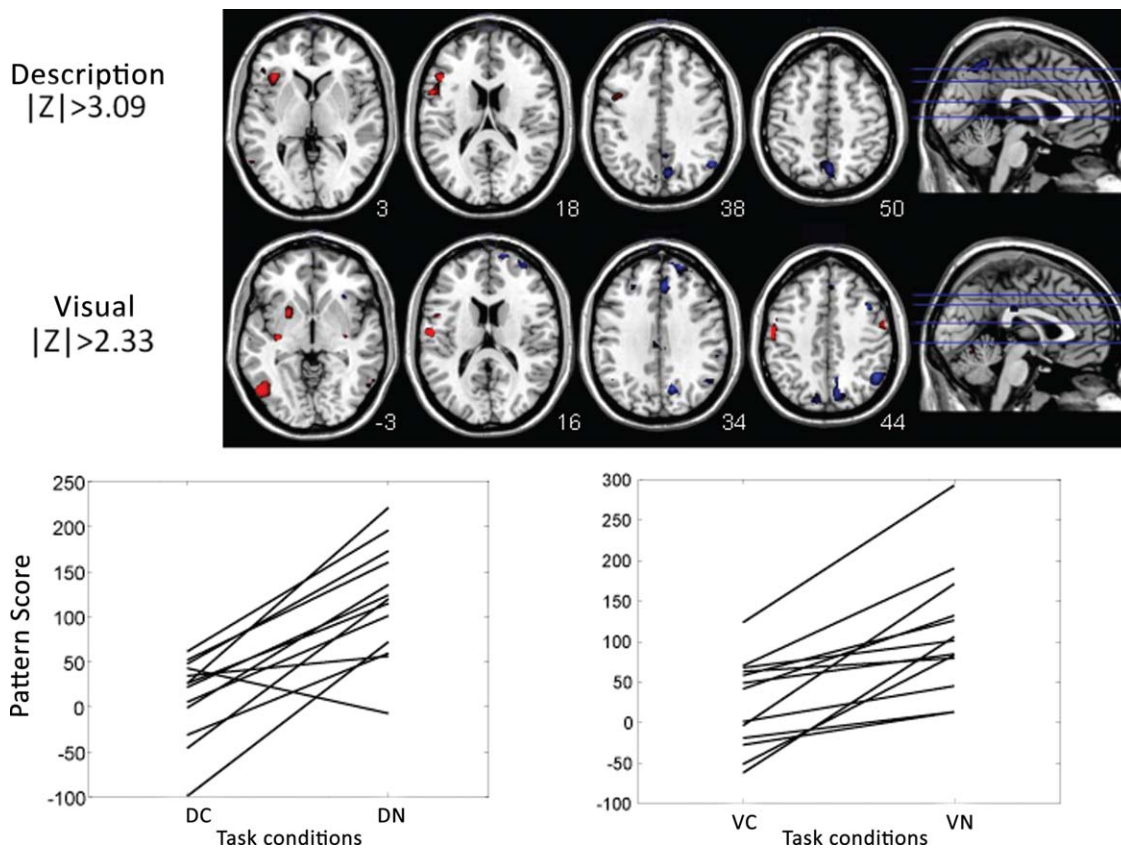 Description
|Z|>3.09
3
18
38
50
Visual
|Z|>2.33
-3
16
34
44
250
200
150
100
50
0
-50
-100
Pattern Score
DC
DN
Task conditions
300
250
200
150
100
50
0
-50
-100
VC
VN
Task conditions